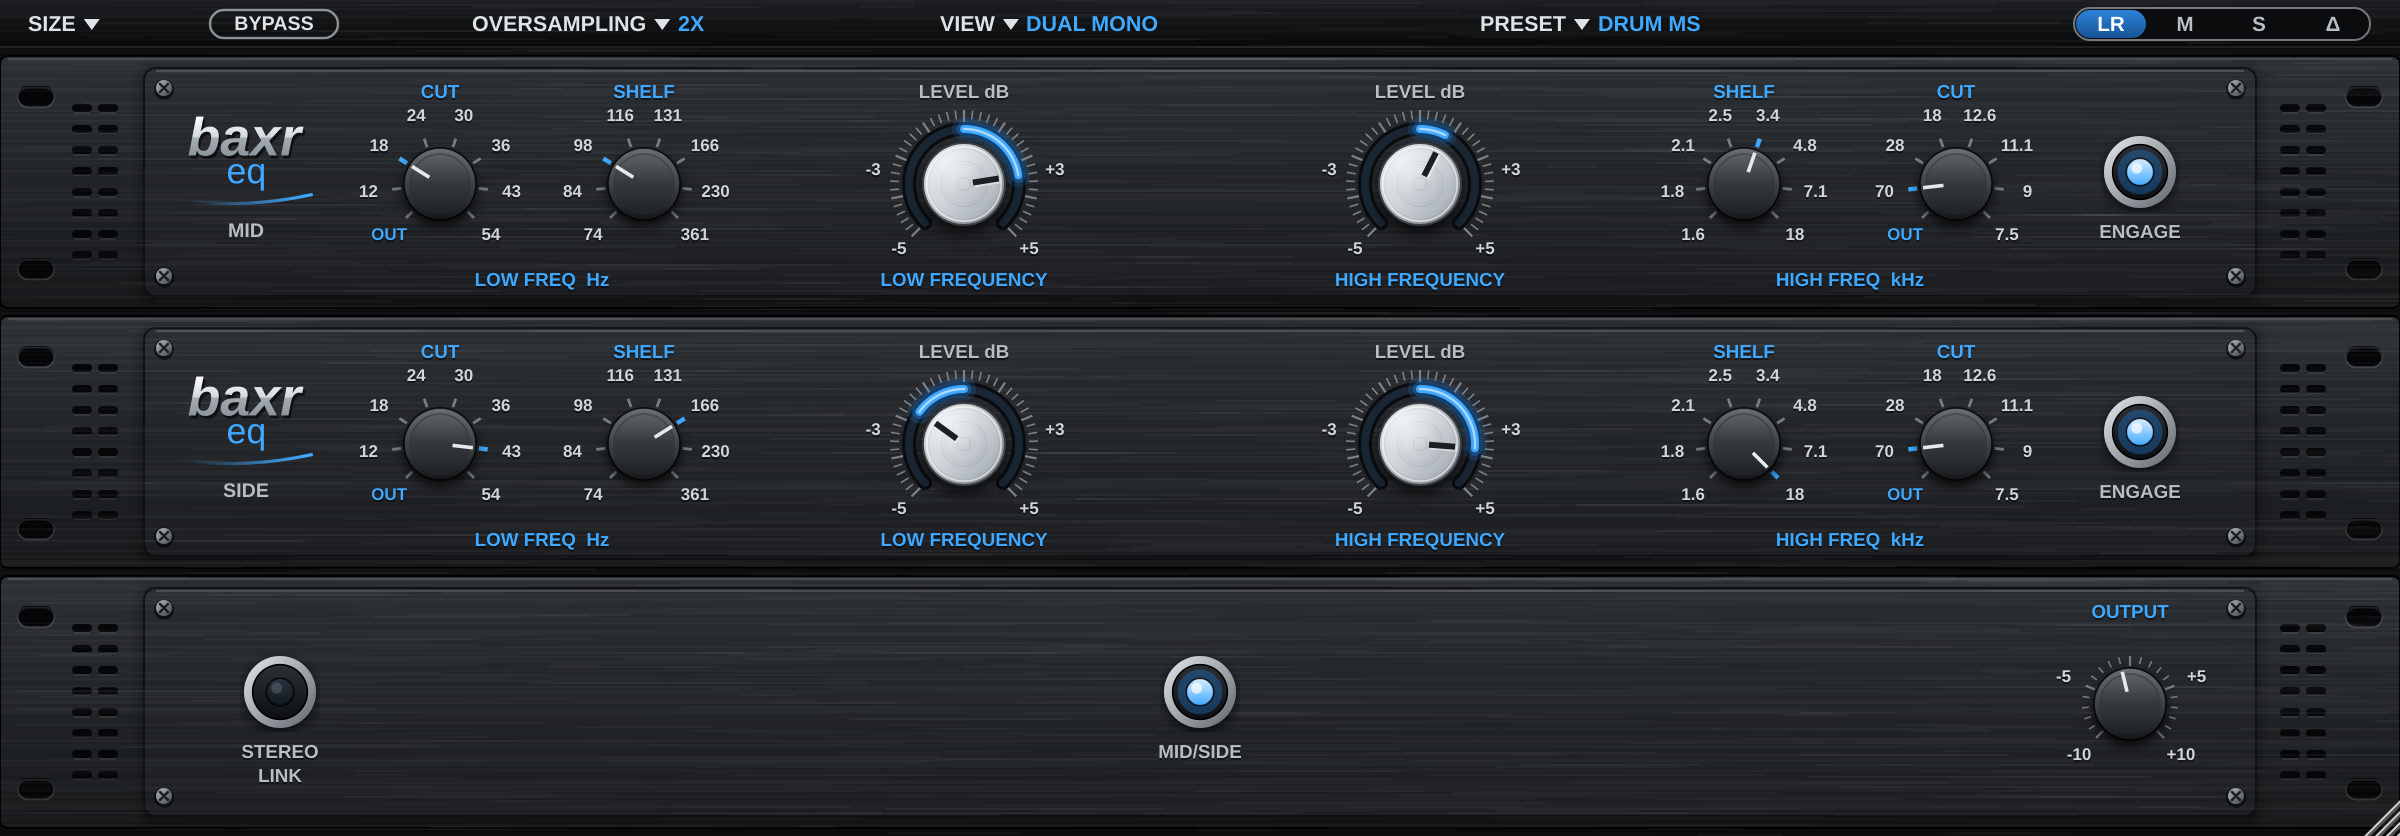 SIZE BYPASS OVERSAMPLING 2X VIEW DUAL MONO PRESET DRUM MS LR M S Δ
CUT SHELF LEVEL dB LEVEL dB SHELF CUT
24 30 116 131 2.5 3.4 18 12.6
baxr
18 36 98 166 2.1 4.8 28 11.1
eq
-3 +3 -3 +3
12 43 84 230 1.8 7.1 70 9
MID OUT 54 74 361 1.6 18 OUT 7.5 ENGAGE
-5 +5 -5 +5
LOW FREQ Hz LOW FREQUENCY HIGH FREQUENCY HIGH FREQ kHz
CUT SHELF LEVEL dB LEVEL dB SHELF CUT
24 30 116 131 2.5 3.4 18 12.6
baxr
18 36 98 166 2.1 4.8 28 11.1
eq
-3 +3 -3 +3
12 43 84 230 1.8 7.1 70 9
SIDE OUT 54 74 361 1.6 18 OUT 7.5 ENGAGE
-5 +5 -5 +5
LOW FREQ Hz LOW FREQUENCY HIGH FREQUENCY HIGH FREQ kHz
OUTPUT
-5 +5
STEREO MID/SIDE -10 +10
LINK